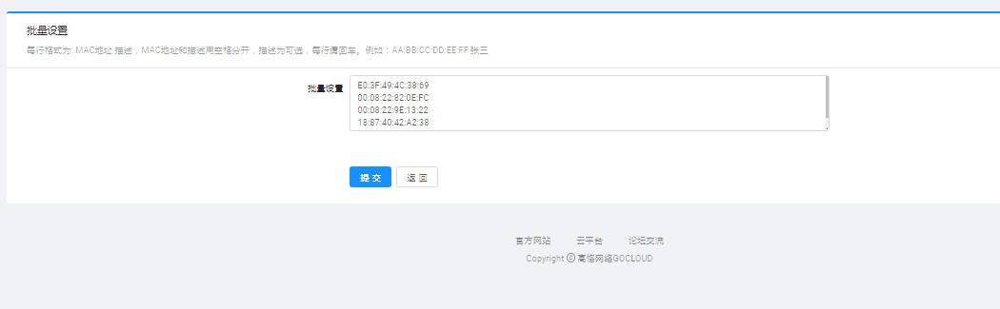 批量设置
每行格式为: MAC地址 描述，MAC地址和描述用空格分开，描述为可选，每行请回车。例如：AA:BB:CC:DD:EE:FF 张三
批量设置
E0:3F:49:4C:38:69
00:08:22:82:0E:FC
00:08:22:9E:13:22
18:87:40:42:A2:38
提 交 返 回
官方网站 云平台 论坛交流
Copyright © 高恪网络GOCLOUD